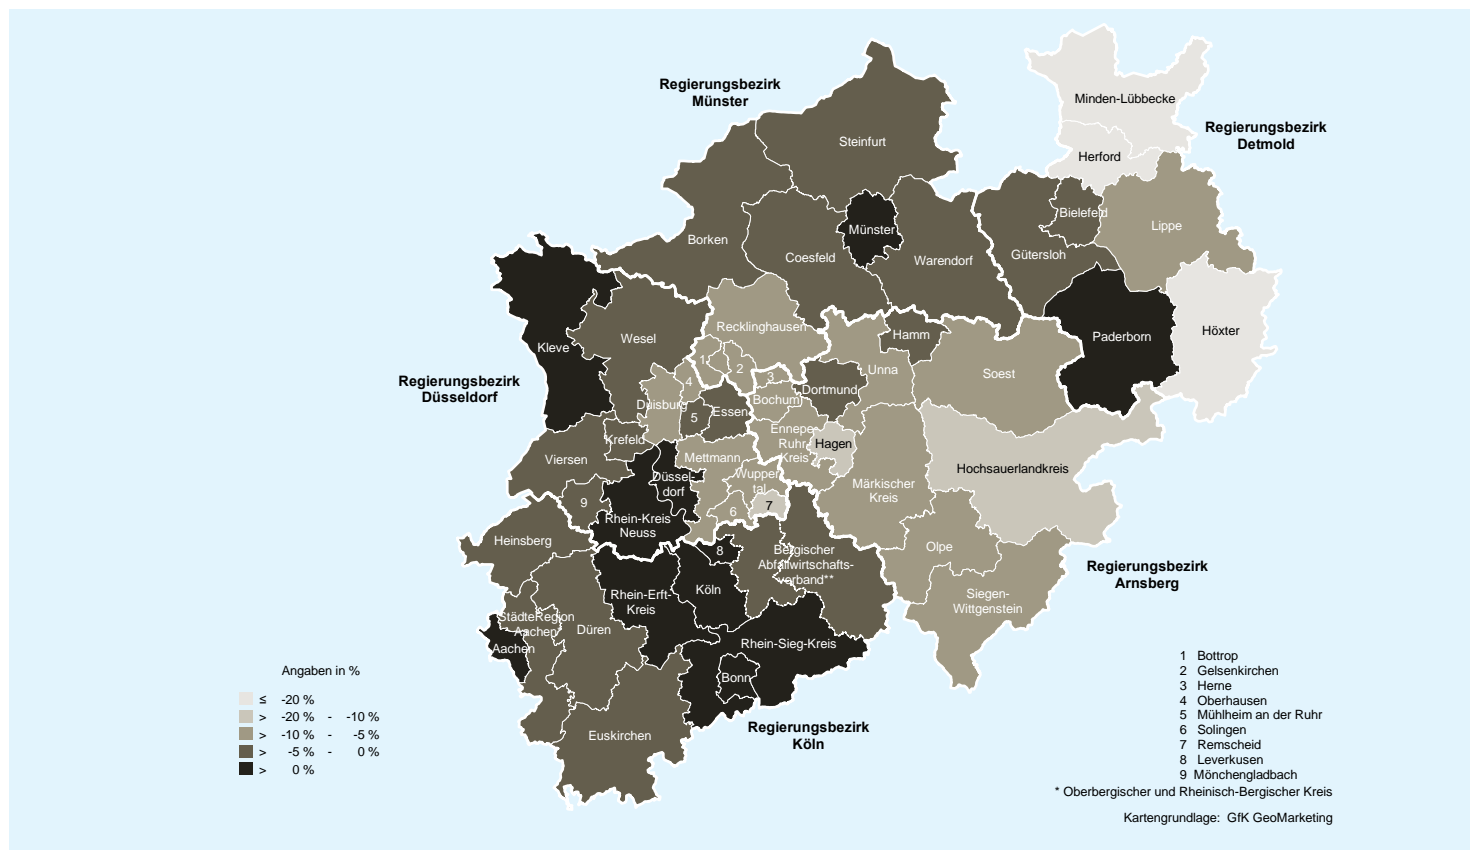 Regierungsbezirk
Münster
Minden-Lübbecke
Regierungsbezirk
Detmold
Steinfurt
Herford
Bielefeld
Lippe
Münster
Borken
Coesfeld
Warendorf
Gütersloh
Recklinghausen
Wesel
Hamm
Paderborn
Höxter
Kleve
1
2
3
4
Unna
Soest
Regierungsbezirk
Düsseldorf
Duisburg
5
Essen
Bochum
Dortmund
Krefeld
Ennepe-
Ruhr-
Kreis
Hagen
Viersen
Mettmann
Hochsauerlandkreis
Düssel-
dorf
Wupper-
tal
Märkischer
Kreis
9
6
7
Rhein-Kreis
Neuss
Heinsberg
8
Bergischer
Abfallwirtschafts-
verband**
Olpe
Regierungsbezirk
Arnsberg
Rhein-Erft-
Kreis
Köln
Siegen-
Wittgenstein
StädteRegion
Aachen
Düren
Aachen
Rhein-Sieg-Kreis
Bonn
Regierungsbezirk
Köln
Euskirchen
Angaben in %
≤ -20 %
> -20 % - -10 %
> -10 % - -5 %
> -5 % - 0 %
> 0 %
1 Bottrop
2 Gelsenkirchen
3 Herne
4 Oberhausen
5 Mühlheim an der Ruhr
6 Solingen
7 Remscheid
8 Leverkusen
9 Mönchengladbach
* Oberbergischer und Rheinisch-Bergischer Kreis
Kartengrundlage: GfK GeoMarketing